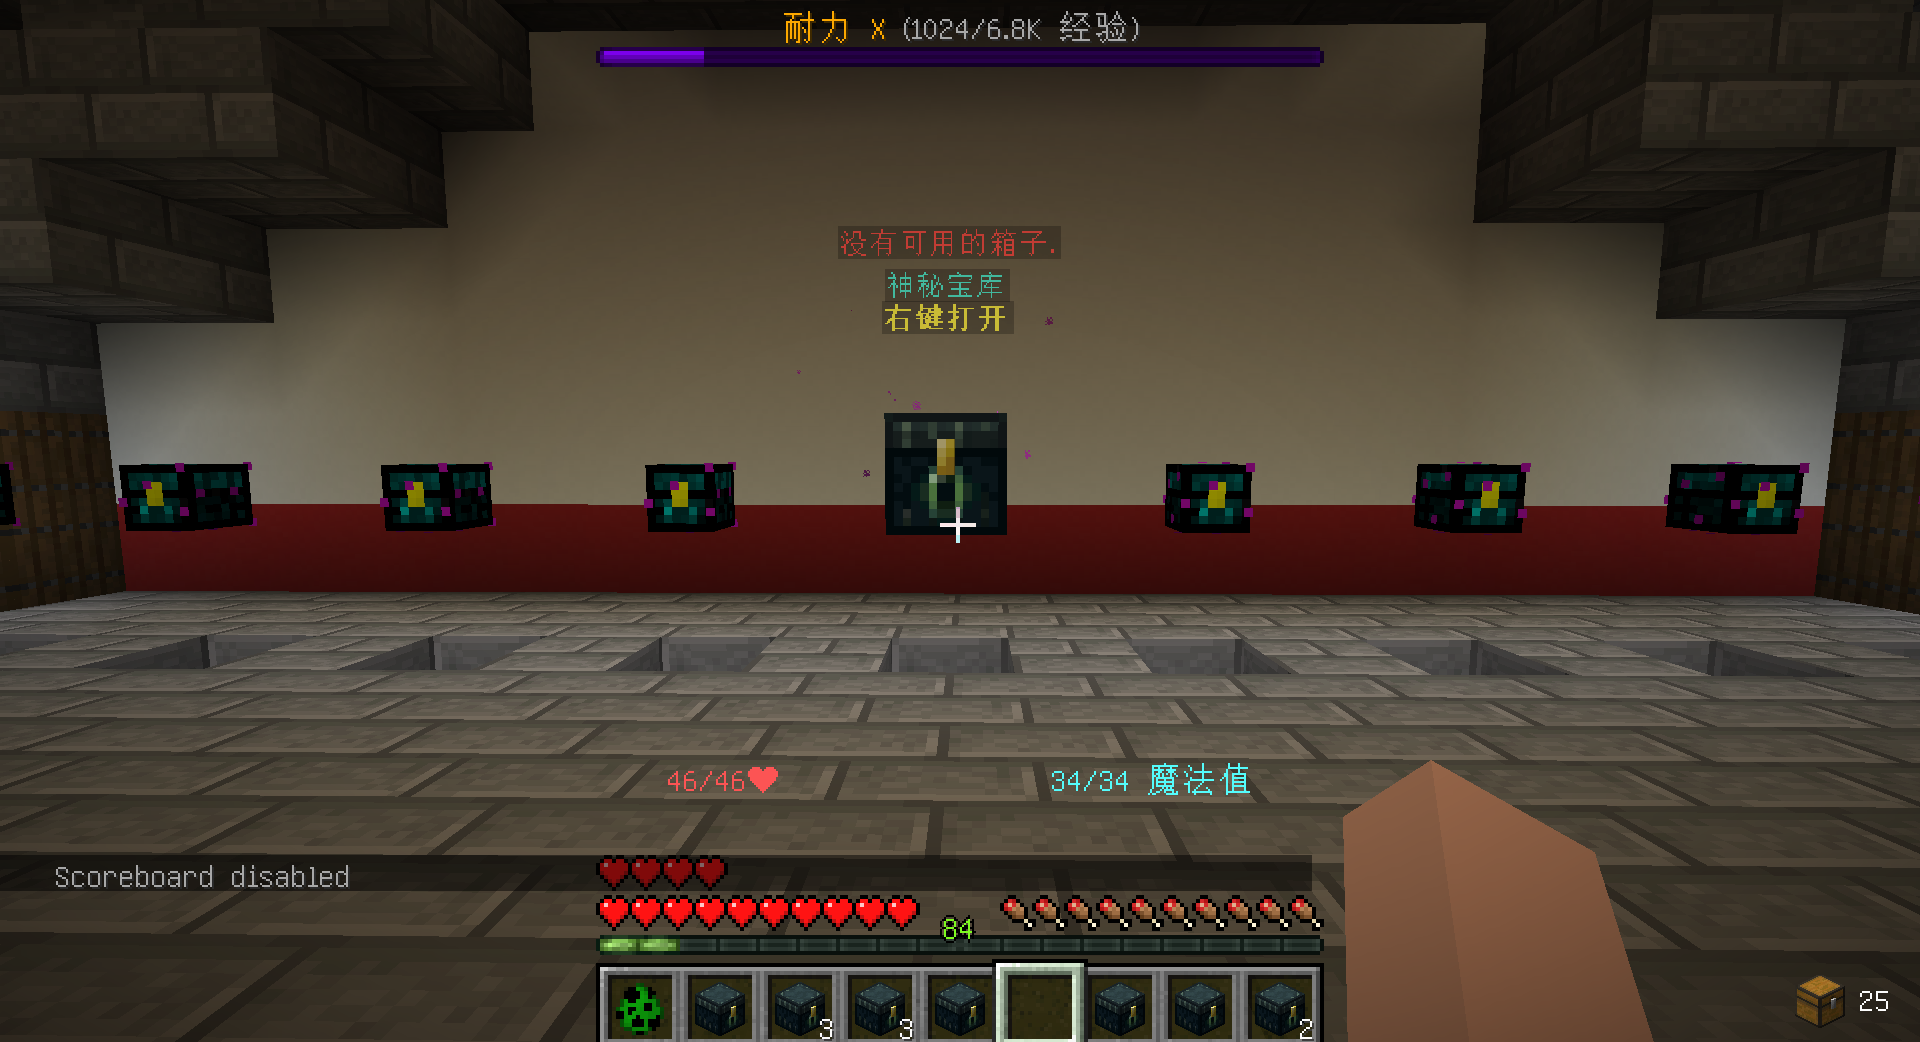 耐力 X (1024/6.8K 经验)
没有可用的箱子.
神秘宝库
右键打开
46/46❤ 34/34 魔法值
Scoreboard disabled
84
3 3 2
25